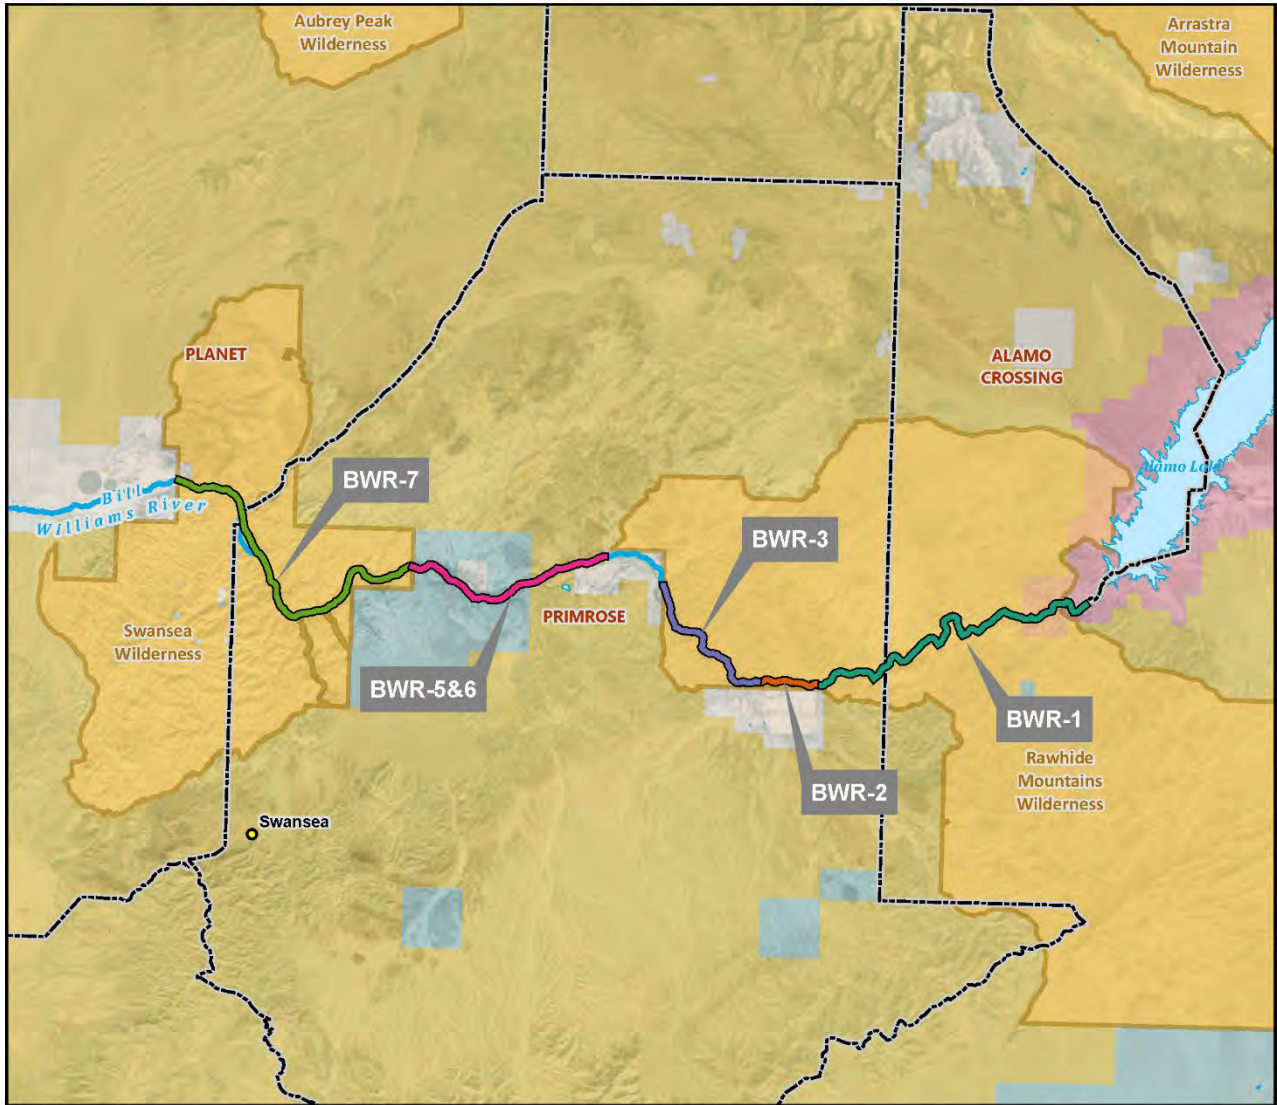 Aubrey Peak
Wilderness
Arrastra
Mountain
Wilderness
PLANET
ALAMO
CROSSING
Alamo Lake
BWR-7
Bill
Williams River
BWR-3
PRIMROSE
Swansea
Wilderness
BWR-5&6
BWR-1
Rawhide
Mountains
Wilderness
BWR-2
Swansea